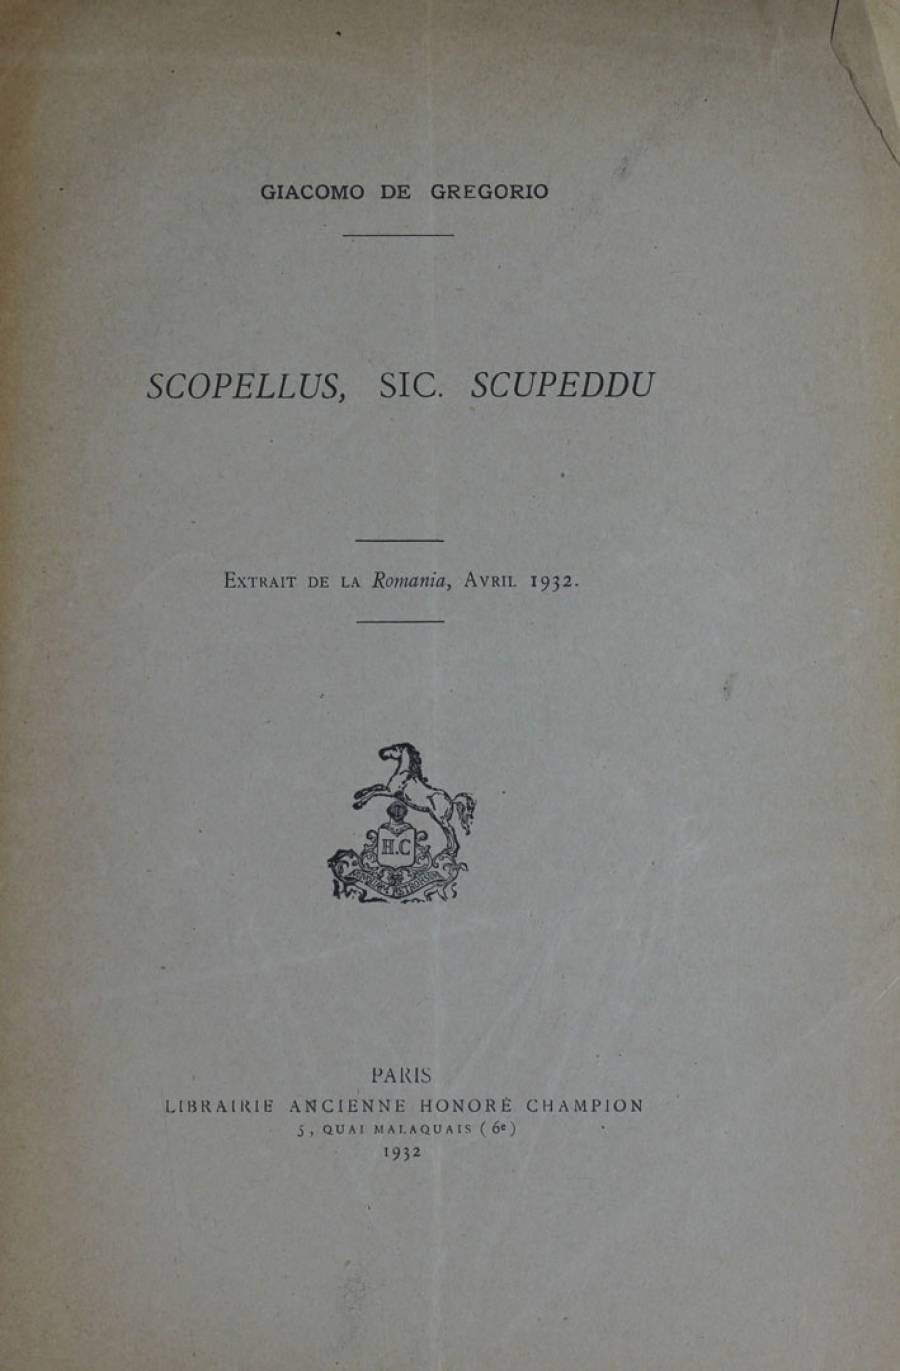 GIACOMO DE GREGORIO
SCOPELLUS, SIC. SCUPEDDU
EXTRAIT DE LA Romania, AVRIL 1932.
H.C
PARIS
LIBRAIRIE ANCIENNE HONORÉ CHAMPION
5, QUAI MALAQUAIS (6e)
1932